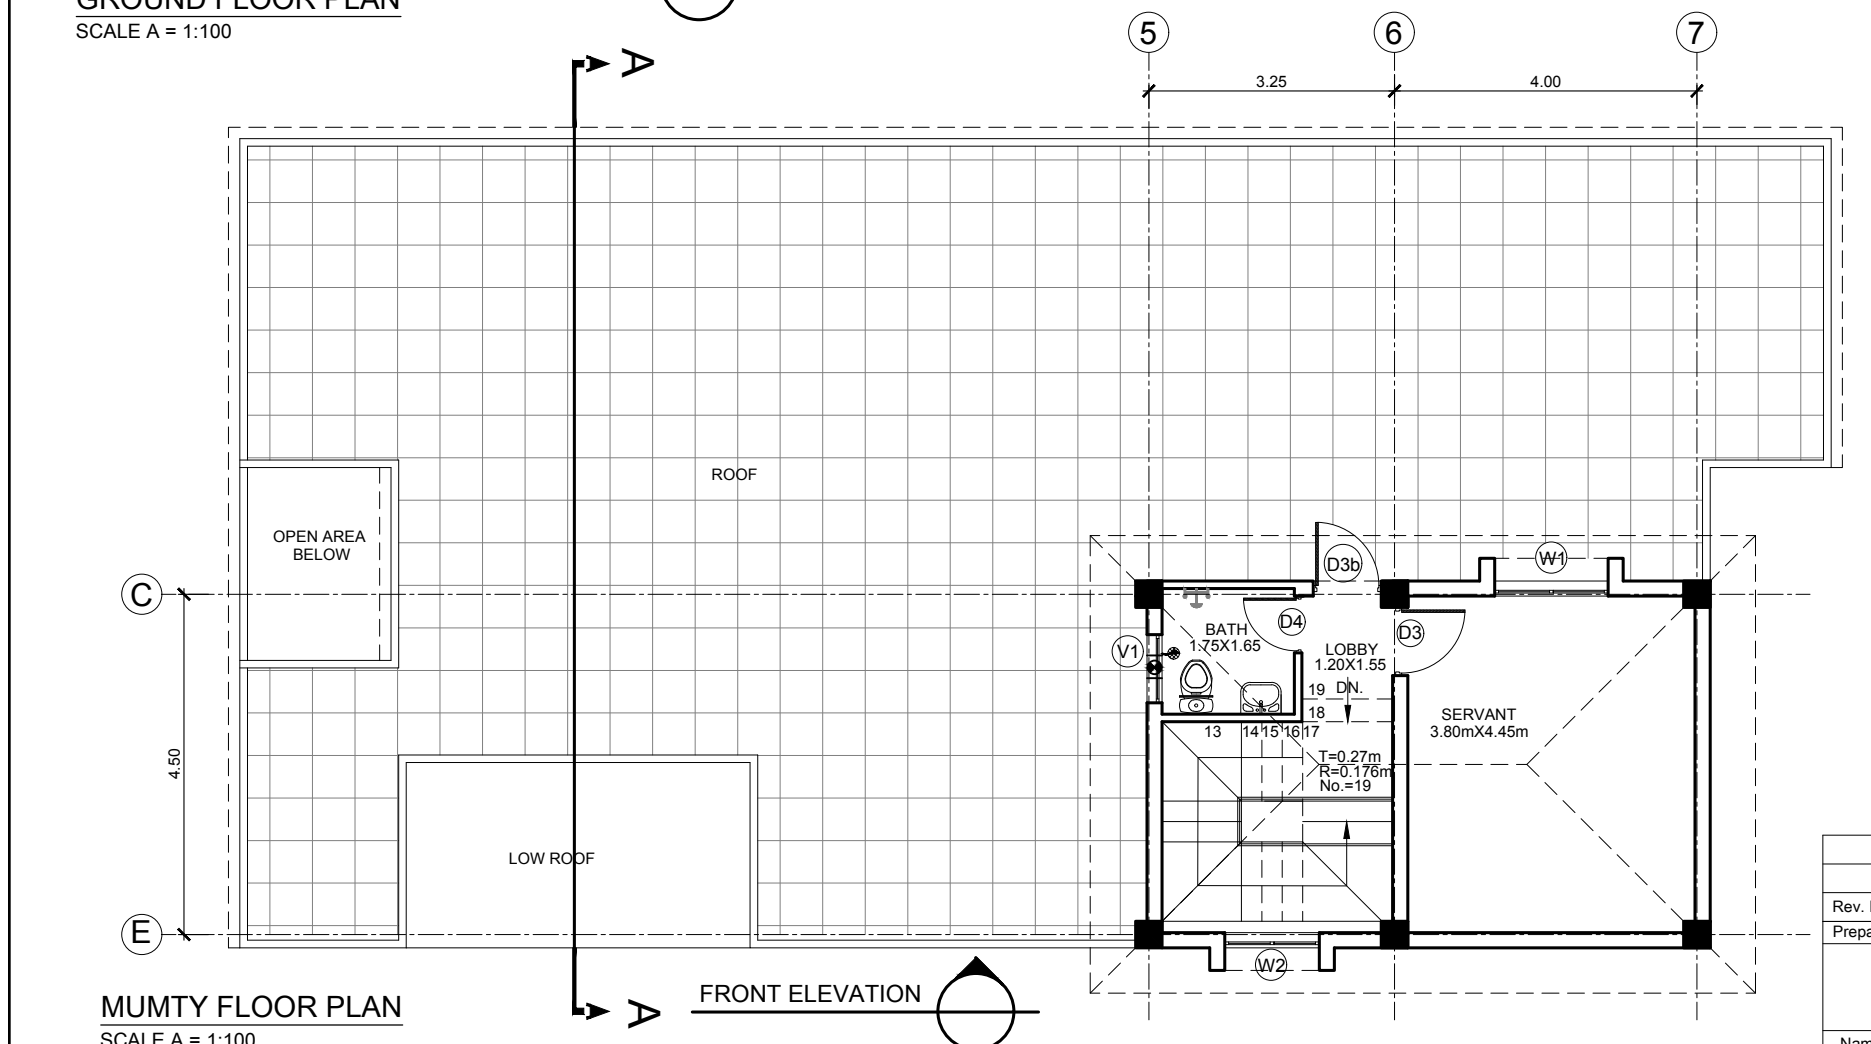 GROUND FLOOR PLAN
SCALE A = 1:100
A
5
6
7
3.25
4.00
ROOF
OPEN AREA
BELOW
C
E
4.50
LOW ROOF
D3b
W1
D4
D3
V1
BATH
1.75X1.65
LOBBY
1.20X1.55
19
DN.
18
13
14
15
16
17
T=0.27m
R=0.176m
No.=19
SERVANT
3.80mX4.45m
W2
FRONT ELEVATION
A
MUMTY FLOOR PLAN
SCALE A = 1:100
Rev.